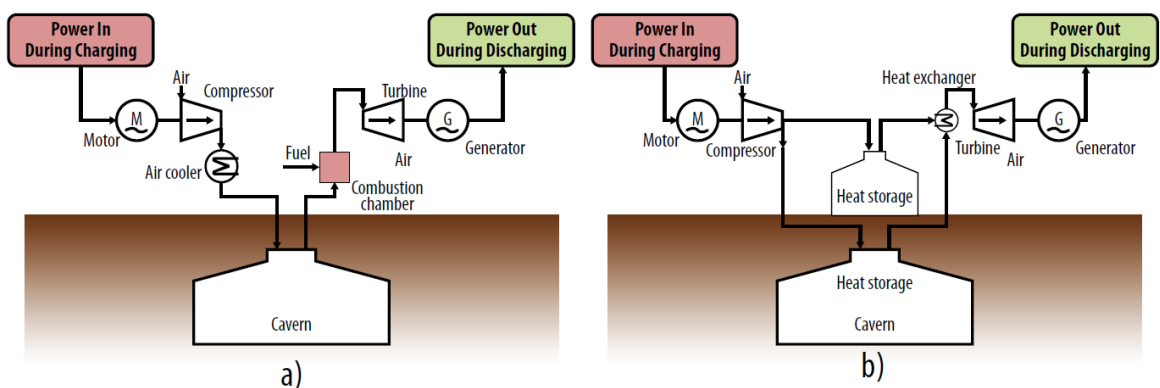 Power In
During Charging
Power Out
During Discharging
Air
Compressor
Turbine
M
G
Motor
Air
Generator
Air cooler
Fuel
Combustion
chamber
Cavern
a)
Power In
During Charging
Power Out
During Discharging
Air
Heat exchanger
M
G
Motor
Compressor
Turbine
Air
Generator
Heat storage
Heat storage
Cavern
b)